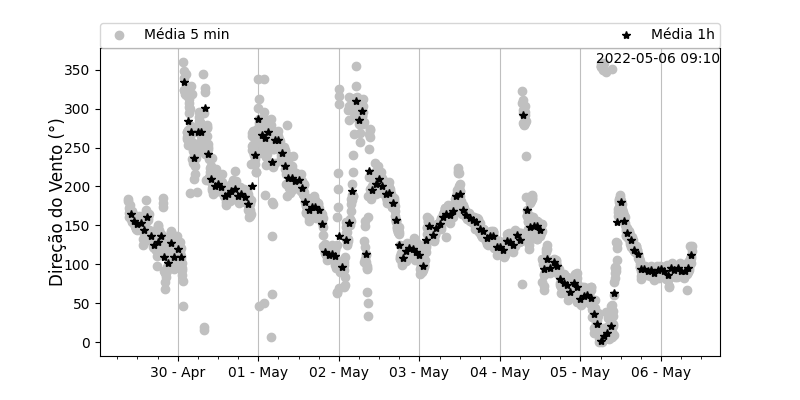 Média 5 min
Média 1h
2022-05-06 09:10
Direção do Vento (°)
350
300
250
200
150
100
50
0
30 - Apr
01 - May
02 - May
03 - May
04 - May
05 - May
06 - May